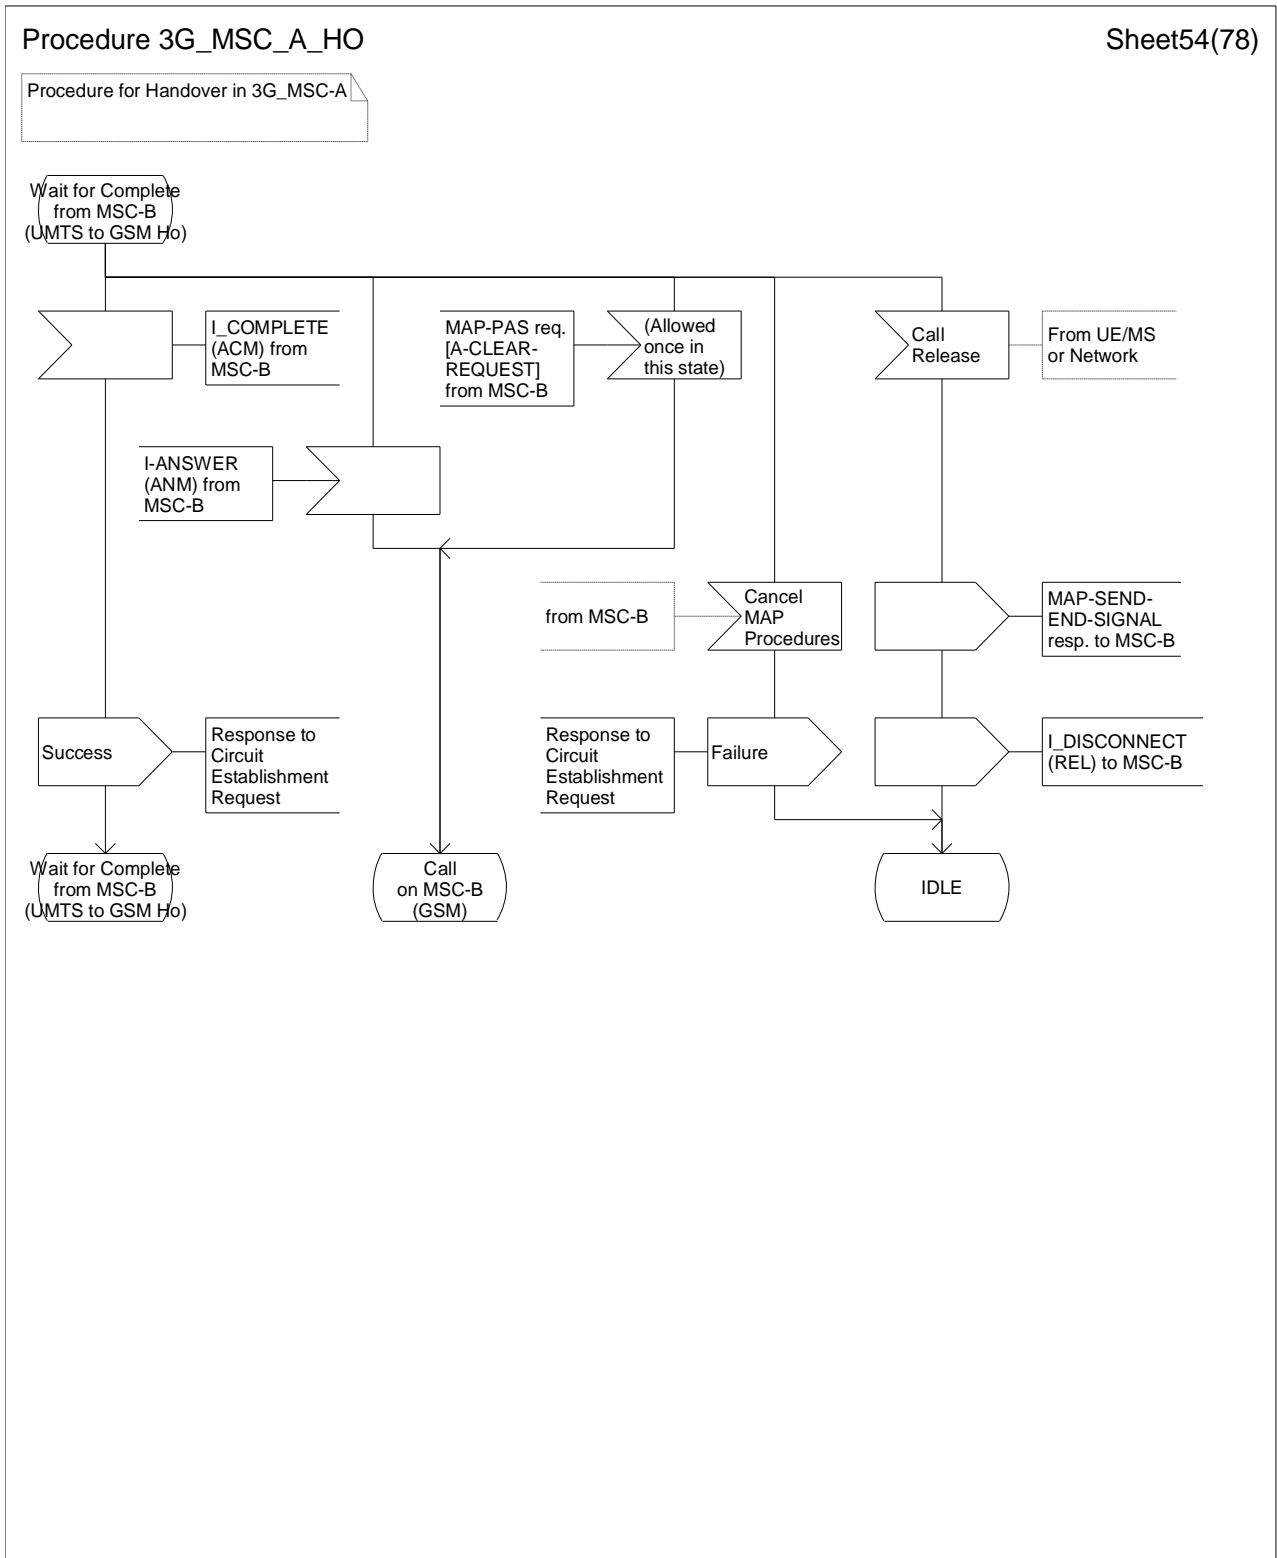 Procedure 3G_MSC_A_HO
Sheet54(78)
Procedure for Handover in 3G_MSC-A
Wait for Complete
from MSC-B
(UMTS to GSM Ho)
I_COMPLETE
(ACM) from
MSC-B
MAP-PAS req.
[A-CLEAR-
REQUEST]
from MSC-B
(Allowed
once in
this state)
Call
Release
From UE/MS
or Network
I-ANSWER
(ANM) from
MSC-B
from MSC-B
Cancel
MAP
Procedures
MAP-SEND-
END-SIGNAL
resp. to MSC-B
Success
Response to
Circuit
Establishment
Request
Response to
Circuit
Establishment
Request
Failure
I_DISCONNECT
(REL) to MSC-B
Wait for Complete
from MSC-B
(UMTS to GSM Ho)
Call
on MSC-B
(GSM)
IDLE